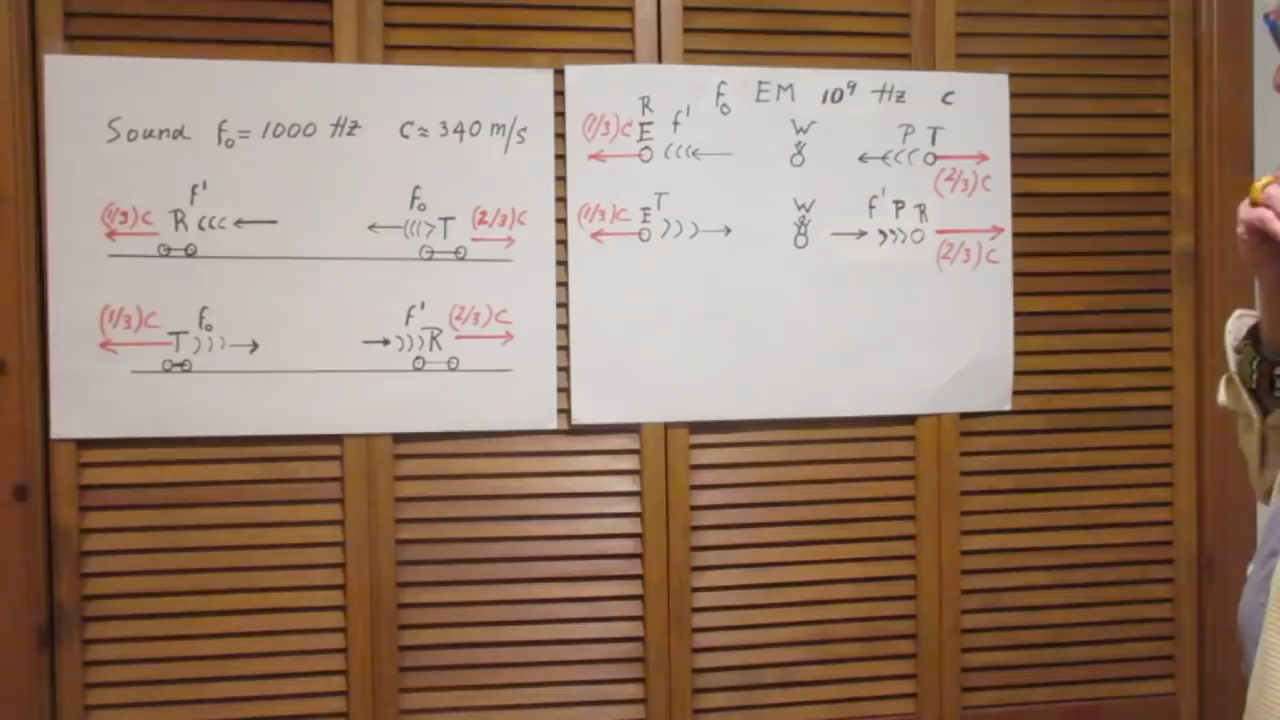 Sound f₀ = 1000 Hz C ≈ 340 m/s
f' f₀
(1/3)C R T (2/3)C
(1/3)C f₀ f' (2/3)C
T R
f₀ EM 10⁹ Hz C
R
(1/3)C E f' W P T
(2/3)C
(1/3)C E T W f' P R
(2/3)C